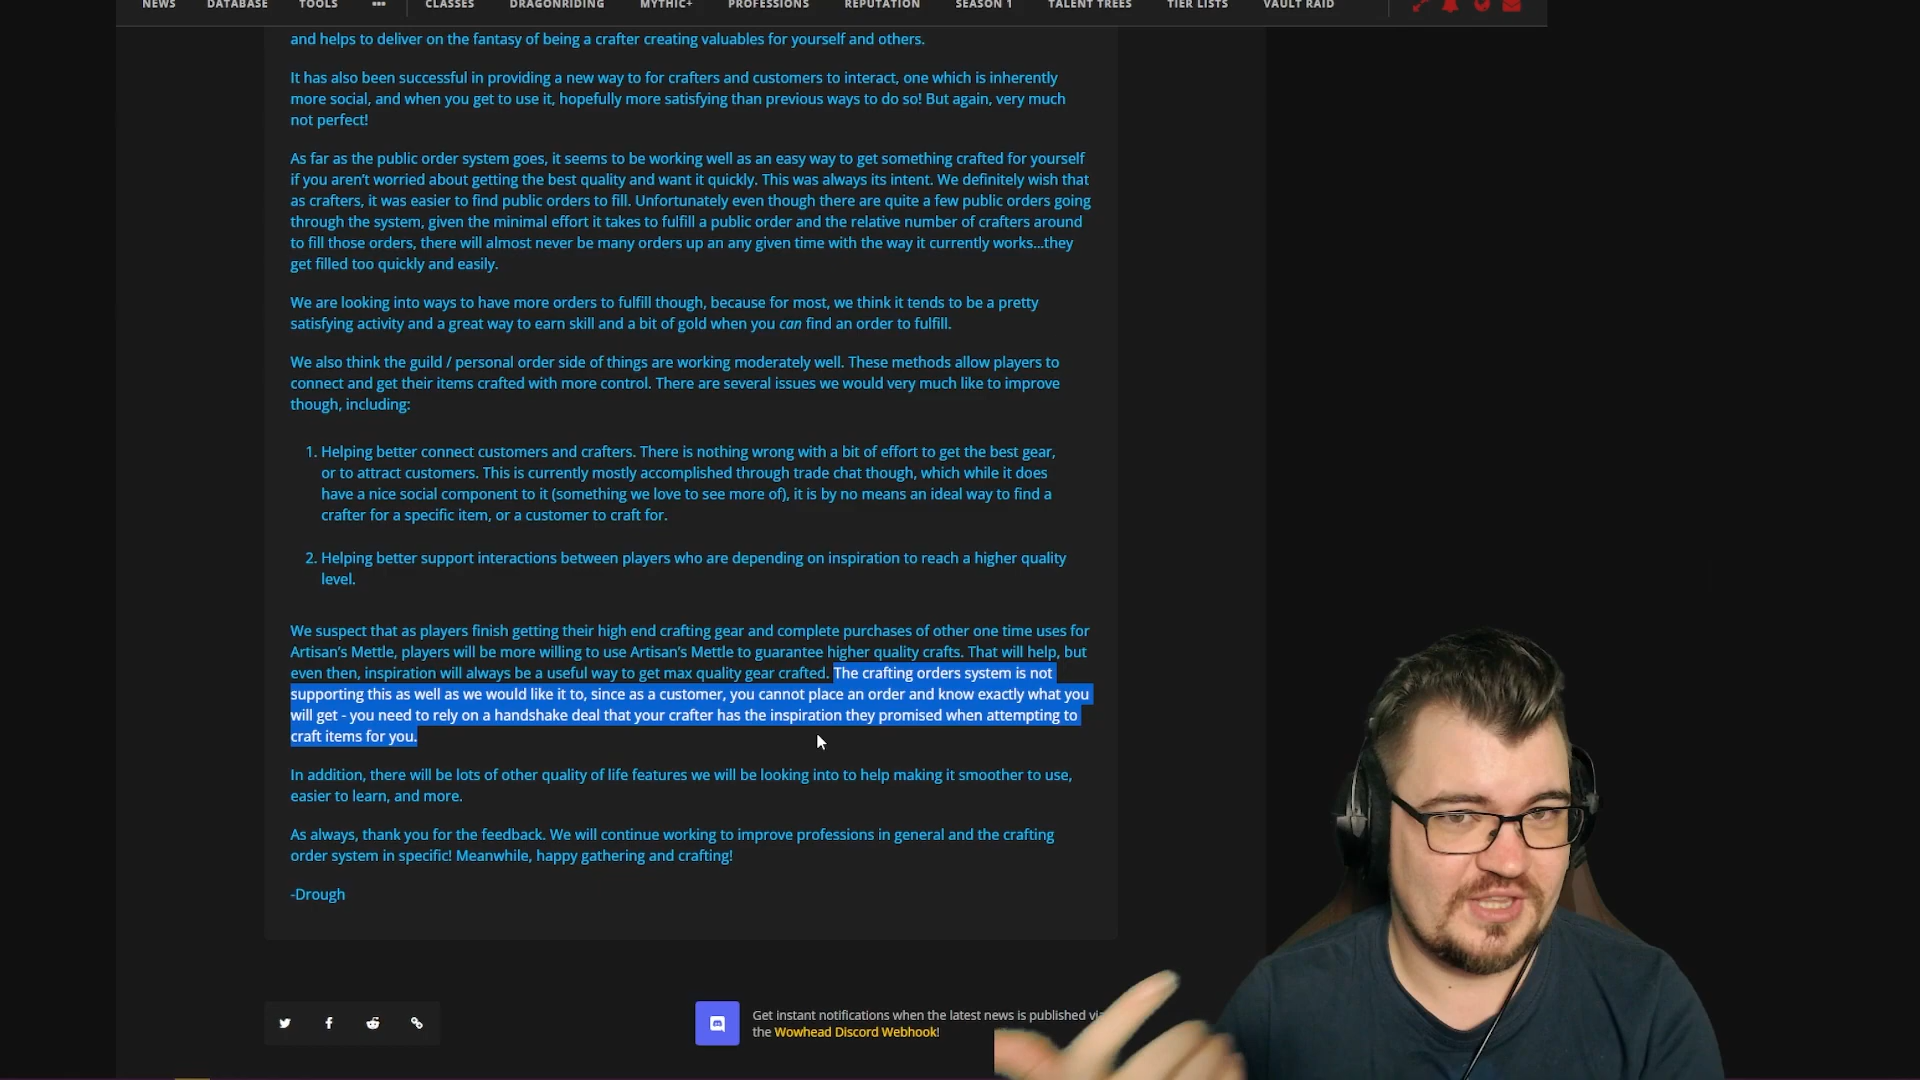 NEWS DATABASE TOOLS ••• CLASSES DRAGONRIDING MYTHIC+ PROFESSIONS REPUTATION SEASON 1 TALENT TREES TIER LISTS VAULT RAID
and helps to deliver on the fantasy of being a crafter creating valuables for yourself and others.
It has also been successful in providing a new way to for crafters and customers to interact, one which is inherently
more social, and when you get to use it, hopefully more satisfying than previous ways to do so! But again, very much
not perfect!
As far as the public order system goes, it seems to be working well as an easy way to get something crafted for yourself
if you aren't worried about getting the best quality and want it quickly. This was always its intent. We definitely wish that
as crafters, it was easier to find public orders to fill. Unfortunately even though there are quite a few public orders going
through the system, given the minimal effort it takes to fulfill a public order and the relative number of crafters around
to fill those orders, there will almost never be many orders up an any given time with the way it currently works...they
get filled too quickly and easily.
We are looking into ways to have more orders to fulfill though, because for most, we think it tends to be a pretty
satisfying activity and a great way to earn skill and a bit of gold when you can find an order to fulfill.
We also think the guild / personal order side of things are working moderately well. These methods allow players to
connect and get their items crafted with more control. There are several issues we would very much like to improve
though, including:
1. Helping better connect customers and crafters. There is nothing wrong with a bit of effort to get the best gear,
or to attract customers. This is currently mostly accomplished through trade chat though, which while it does
have a nice social component to it (something we love to see more of), it is by no means an ideal way to find a
crafter for a specific item, or a customer to craft for.
2. Helping better support interactions between players who are depending on inspiration to reach a higher quality
level.
We suspect that as players finish getting their high end crafting gear and complete purchases of other one time uses for
Artisan's Mettle, players will be more willing to use Artisan's Mettle to guarantee higher quality crafts. That will help, but
even then, inspiration will always be a useful way to get max quality gear crafted. The crafting orders system is not
supporting this as well as we would like it to, since as a customer, you cannot place an order and know exactly what you
will get - you need to rely on a handshake deal that your crafter has the inspiration they promised when attempting to
craft items for you.
In addition, there will be lots of other quality of life features we will be looking into to help making it smoother to use,
easier to learn, and more.
As always, thank you for the feedback. We will continue working to improve professions in general and the crafting
order system in specific! Meanwhile, happy gathering and crafting!
-Drough
Get instant notifications when the latest news is published via
the Wowhead Discord Webhook!